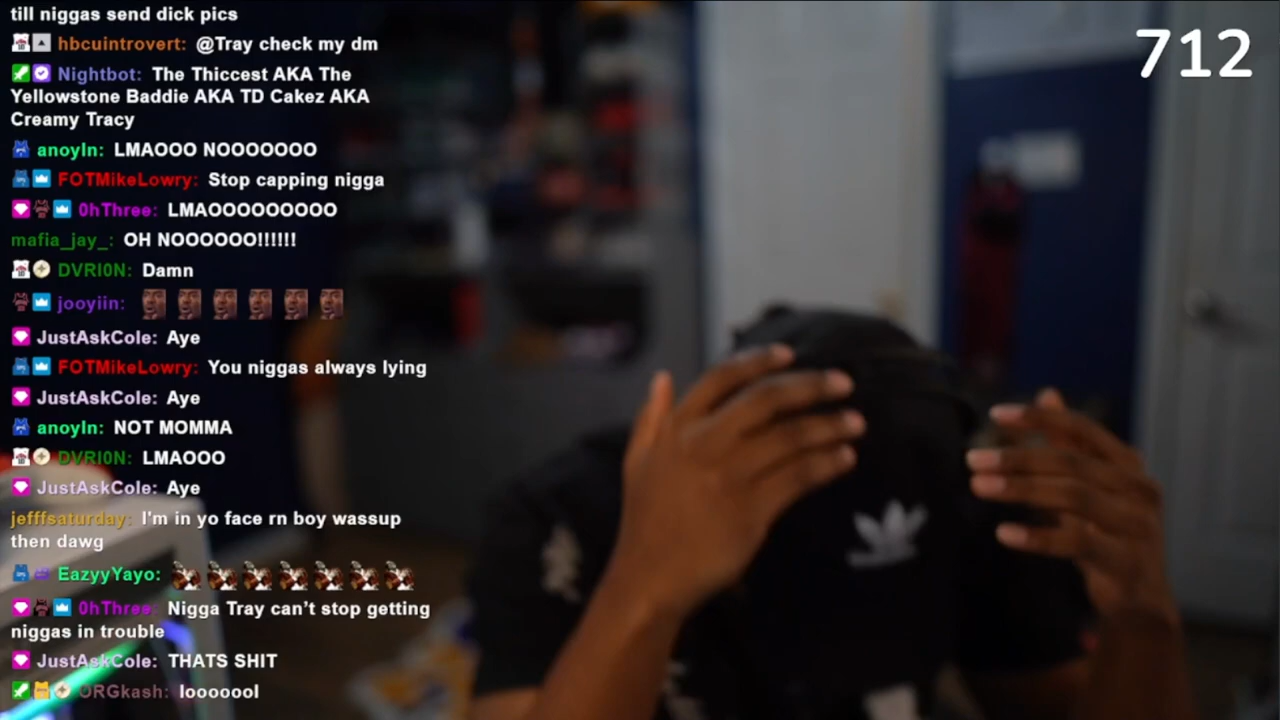 till niggas send dick pics
hbcuintrovert: @Tray check my dm
Nightbot: The Thiccest AKA The
Yellowstone Baddie AKA TD Cakez AKA
Creamy Tracy
anoyIn: LMAOOO NOOOOOOO
FOTMikeLowry: Stop capping nigga
0hThree: LMAOOOOOOOOO
mafia_jay_: OH NOOOOOO!!!!!!
DVRI0N: Damn
jooyiin:
JustAskCole: Aye
FOTMikeLowry: You niggas always lying
JustAskCole: Aye
anoyIn: NOT MOMMA
DVRI0N: LMAOOO
JustAskCole: Aye
jefffsaturday: I'm in yo face rn boy wassup
then dawg
EazyyYayo:
0hThree: Nigga Tray can’t stop getting
niggas in trouble
JustAskCole: THATS SHIT
ORGkash: looooool
712